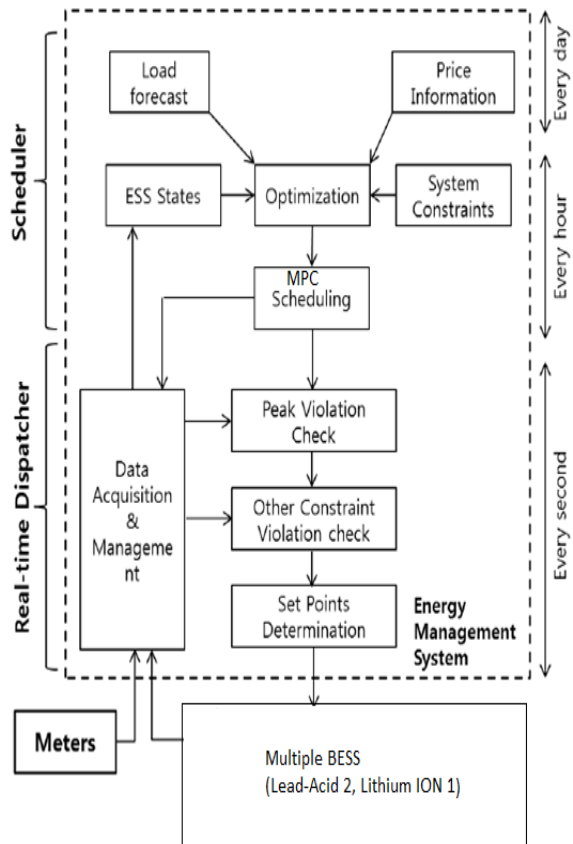 Scheduler
Real-time Dispatcher
Every day
Every hour
Every second
Load
forecast
Price
Information
ESS States
Optimization
System
Constraints
MPC
Scheduling
Data
Acquisition
&
Manageme
nt
Peak Violation
Check
Other Constraint
Violation check
Set Points
Determination
Energy
Management
System
Meters
Multiple BESS
(Lead-Acid 2, Lithium ION 1)